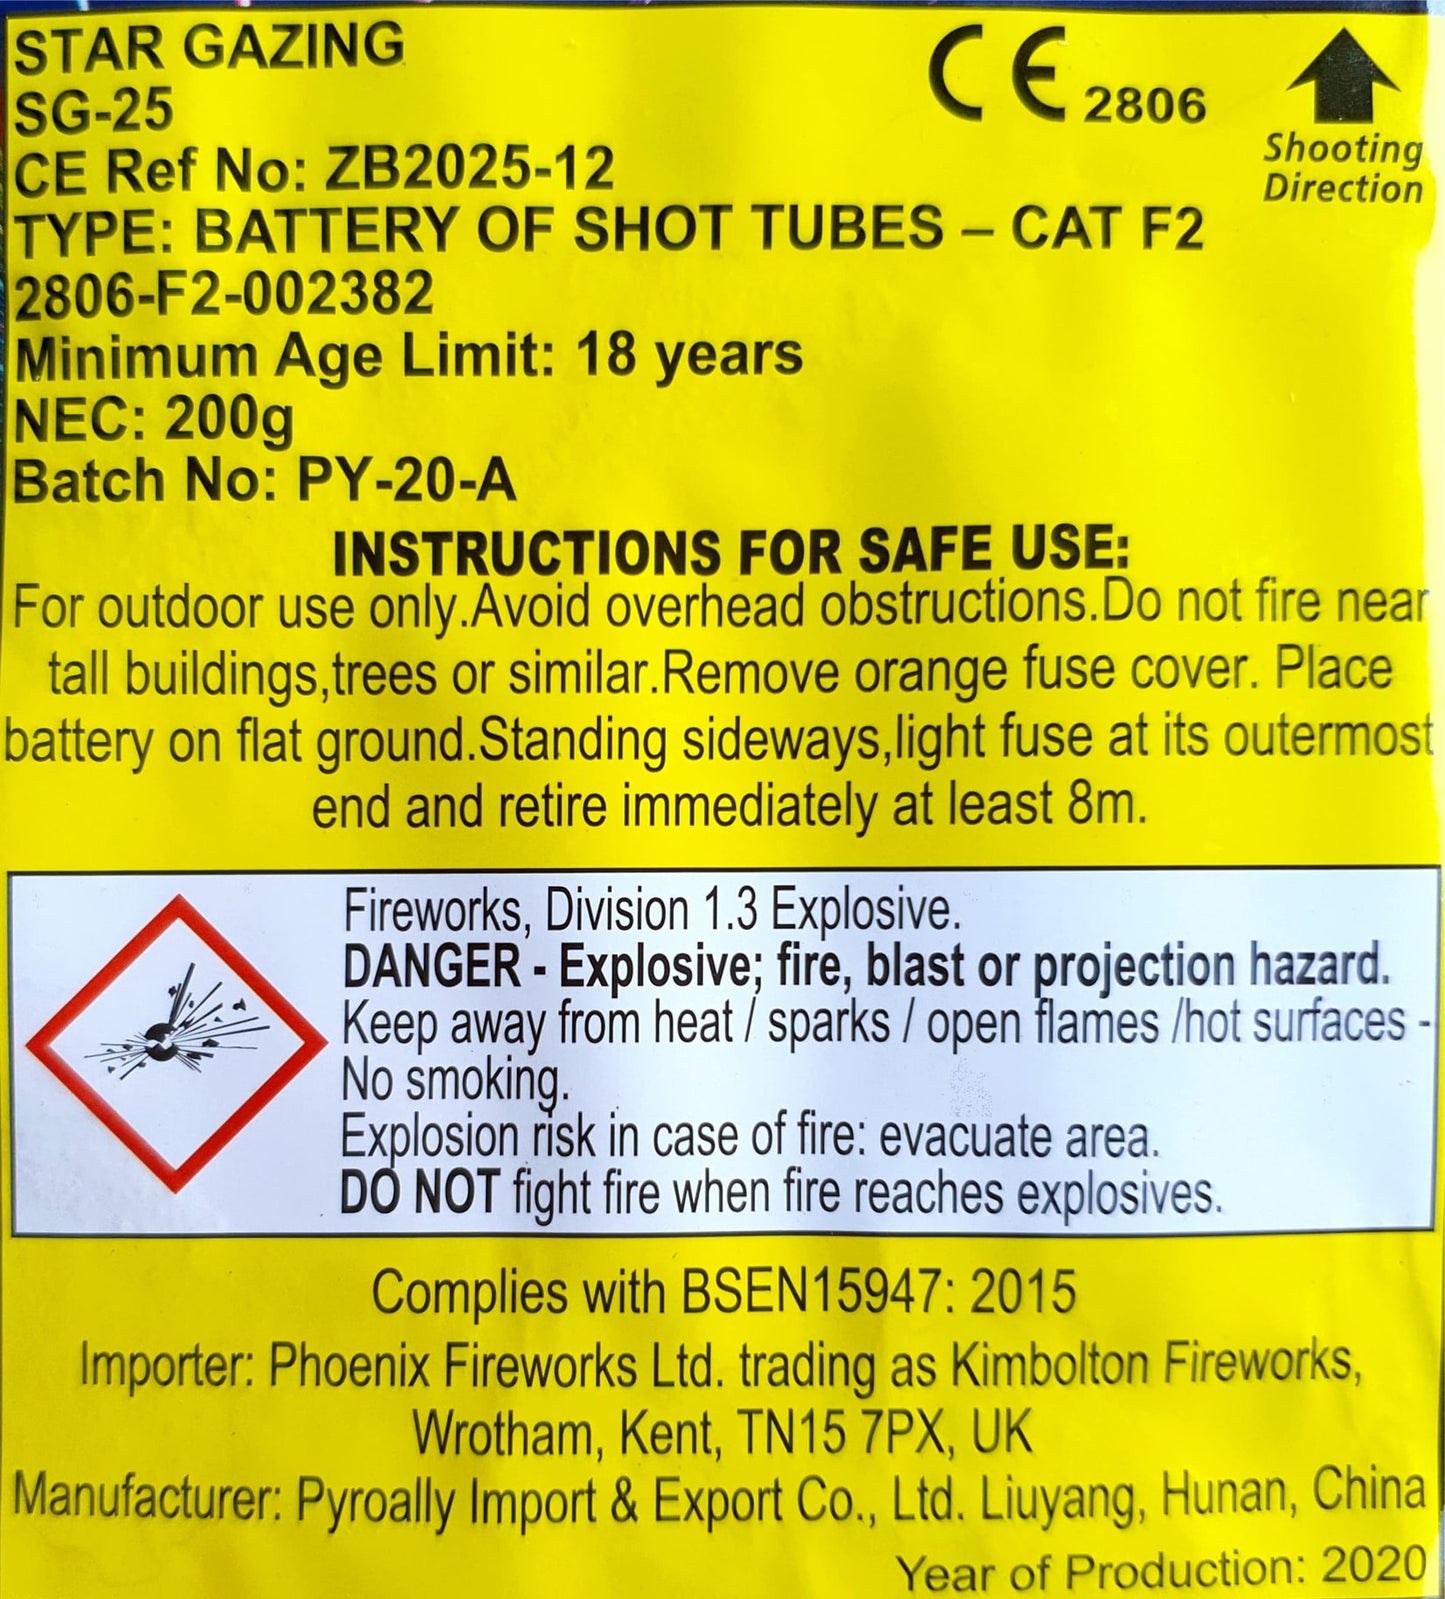 STAR GAZING
SG-25
CE Ref No: ZB2025-12
TYPE: BATTERY OF SHOT TUBES – CAT F2
2806-F2-002382
Minimum Age Limit: 18 years
NEC: 200g
Batch No: PY-20-A
CE 2806
Shooting
Direction
INSTRUCTIONS FOR SAFE USE:
For outdoor use only.Avoid overhead obstructions.Do not fire near
tall buildings,trees or similar.Remove orange fuse cover. Place
battery on flat ground.Standing sideways,light fuse at its outermost
end and retire immediately at least 8m.
Fireworks, Division 1.3 Explosive.
DANGER - Explosive; fire, blast or projection hazard.
Keep away from heat / sparks / open flames /hot surfaces -
No smoking.
Explosion risk in case of fire: evacuate area.
DO NOT fight fire when fire reaches explosives.
Complies with BSEN15947: 2015
Importer: Phoenix Fireworks Ltd. trading as Kimbolton Fireworks,
Wrotham, Kent, TN15 7PX, UK
Manufacturer: Pyroally Import & Export Co., Ltd. Liuyang, Hunan, China
Year of Production: 2020